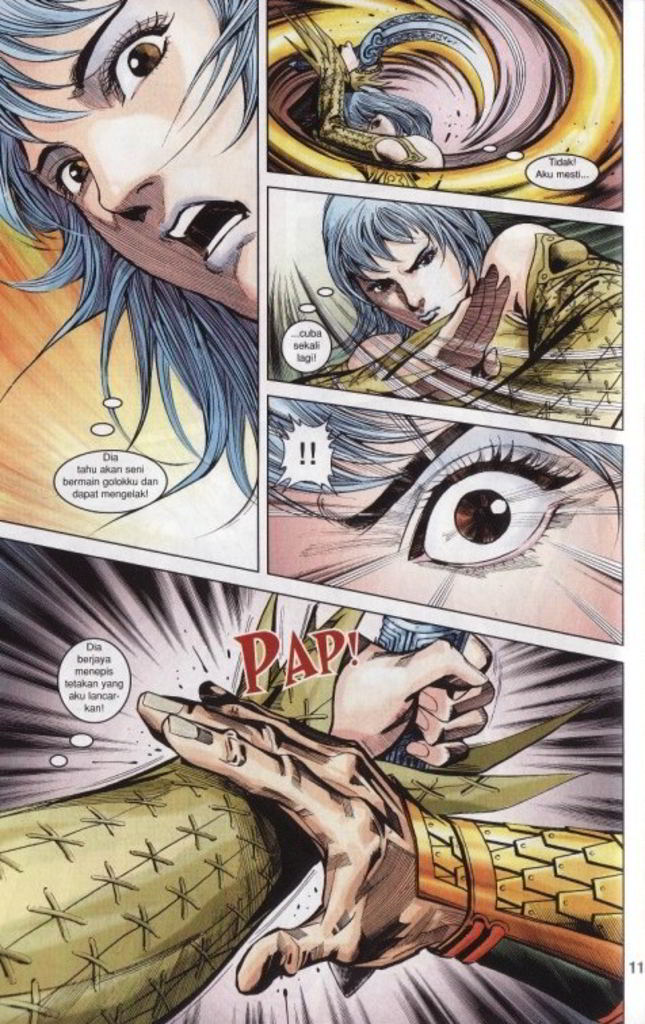 Dia
tahu akan seni
bermain golokku dan
dapat mengelak!
Tidak!
Aku mesti...
...cuba
sekali
lagi!
!!
Dia
berjaya
menepis
tetakan yang
aku lancar-
kan!
PAP!
11